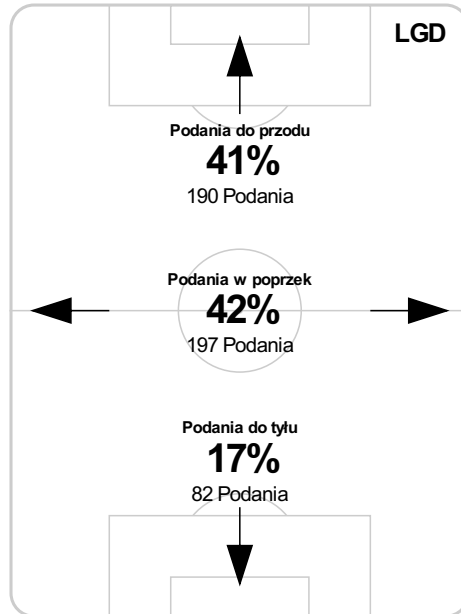 LGD
Podania do przodu
41%
190 Podania
Podania w poprzek
42%
197 Podania
Podania do tyłu
17%
82 Podania